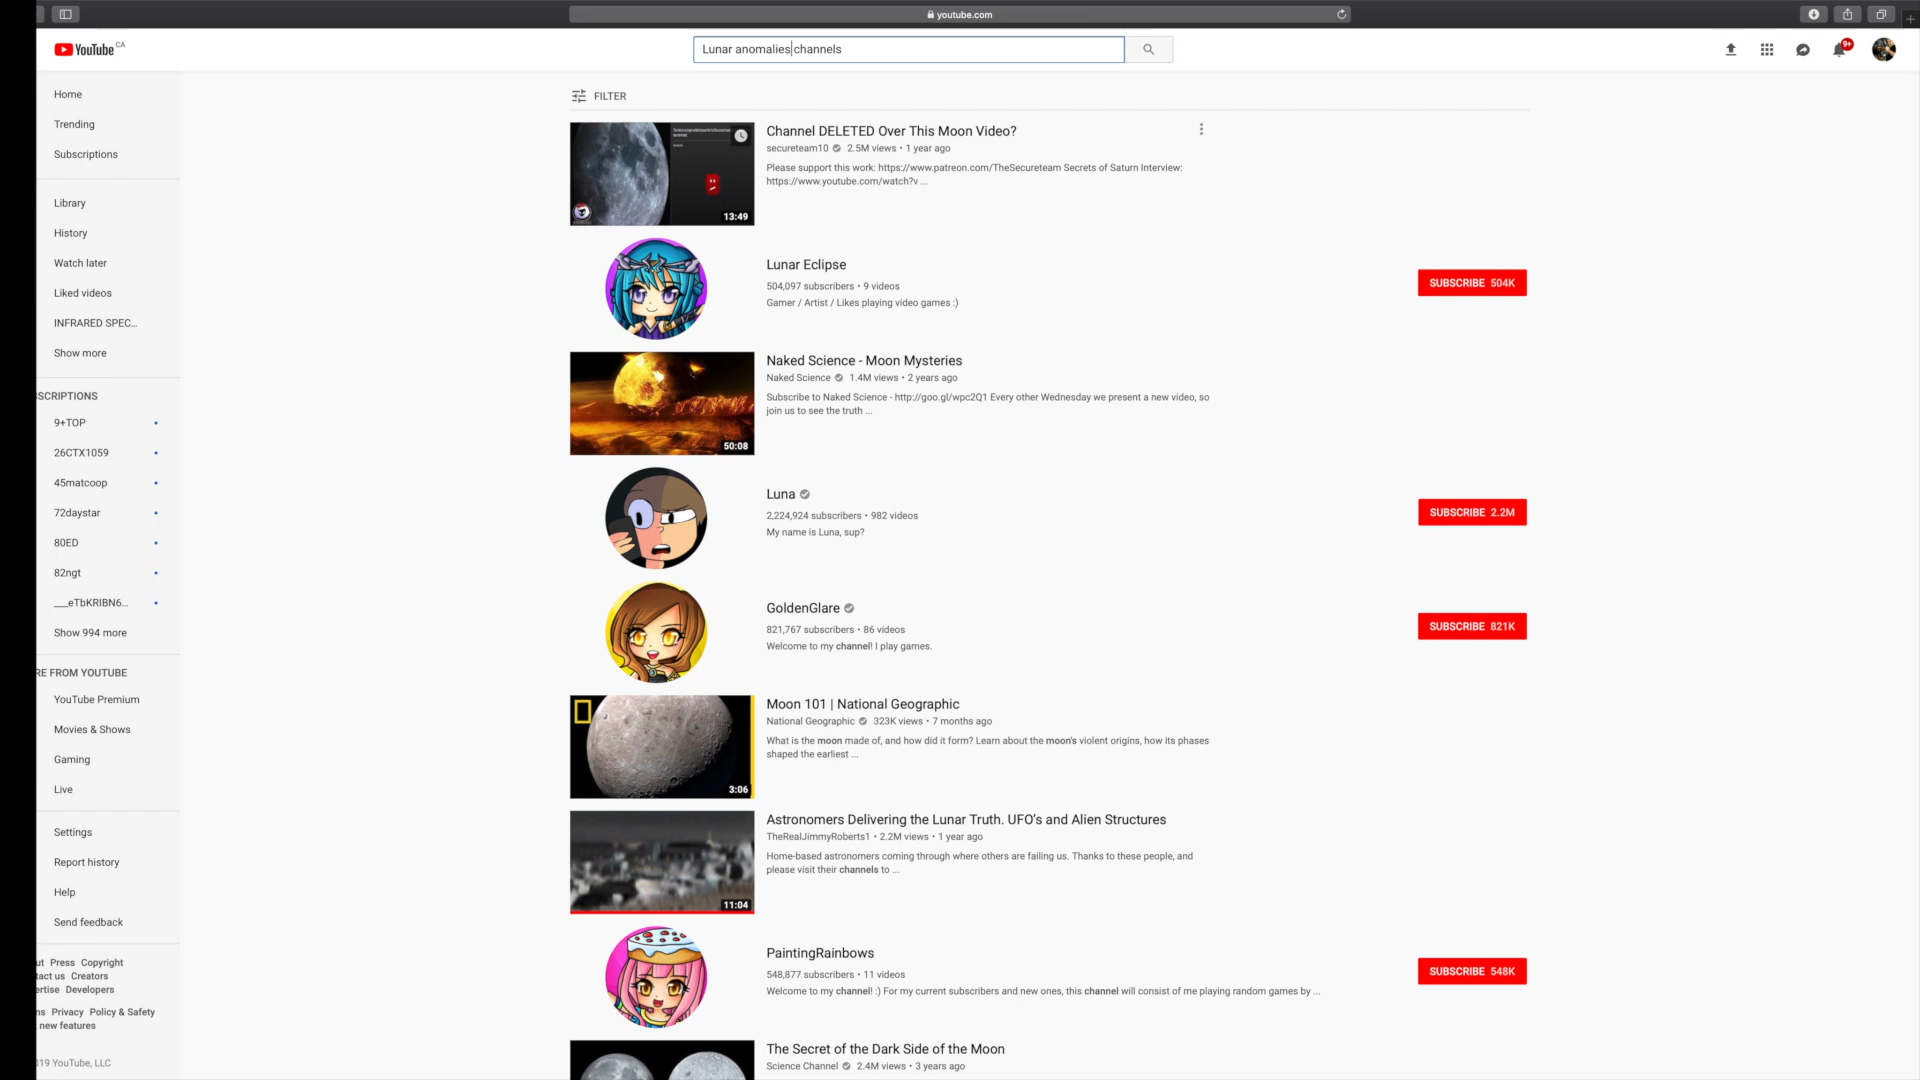 youtube.com
YouTube CA
Lunar anomalies channels
9+
Home
Trending
Subscriptions
Library
History
Watch later
Liked videos
INFRARED SPEC...
Show more
SCRIPTIONS
9+TOP
26CTX1059
45matcoop
72daystar
80ED
82ngt
___eTbKRIBN6...
Show 994 more
RE FROM YOUTUBE
YouTube Premium
Movies & Shows
Gaming
Live
Settings
Report history
Help
Send feedback
ut Press Copyright
tact us Creators
ertise Developers
ns Privacy Policy & Safety
new features
19 YouTube, LLC
FILTER
13:49
Channel DELETED Over This Moon Video?
secureteam10 2.5M views • 1 year ago
Please support this work: https://www.patreon.com/TheSecureteam Secrets of Saturn Interview:
https://www.youtube.com/watch?v ...
Lunar Eclipse
504,097 subscribers • 9 videos
Gamer / Artist / Likes playing video games :)
SUBSCRIBE 504K
50:08
Naked Science - Moon Mysteries
Naked Science 1.4M views • 2 years ago
Subscribe to Naked Science - http://goo.gl/wpc2Q1 Every other Wednesday we present a new video, so
join us to see the truth ...
Luna
2,224,924 subscribers • 982 videos
My name is Luna, sup?
SUBSCRIBE 2.2M
GoldenGlare
821,767 subscribers • 86 videos
Welcome to my channel! I play games.
SUBSCRIBE 821K
3:06
Moon 101 | National Geographic
National Geographic 323K views • 7 months ago
What is the moon made of, and how did it form? Learn about the moon's violent origins, how its phases
shaped the earliest ...
11:04
Astronomers Delivering the Lunar Truth. UFO's and Alien Structures
TheRealJimmyRoberts1 • 2.2M views • 1 year ago
Home-based astronomers coming through where others are failing us. Thanks to these people, and
please visit their channels to ...
PaintingRainbows
548,877 subscribers • 11 videos
Welcome to my channel! :) For my current subscribers and new ones, this channel will consist of me playing random games by ...
SUBSCRIBE 548K
The Secret of the Dark Side of the Moon
Science Channel 2.4M views • 3 years ago